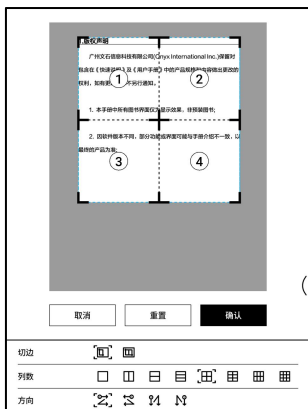 版权声明
广州文石信息科技有限公司(Onyx International Inc.)保留对
包含在《快速说明》及《用户手册》中的产品规格和内容做出更改的
权利，如有更 不另行通知。
1. 本手册中所有图书界面仅为显示效果，非预装图书;
2. 因软件版本不同，部分功能或界面可能与手册介绍不一致，以
最终的产品为准;
1
2
3
4
取消
重置
确认
切边
列数
方向